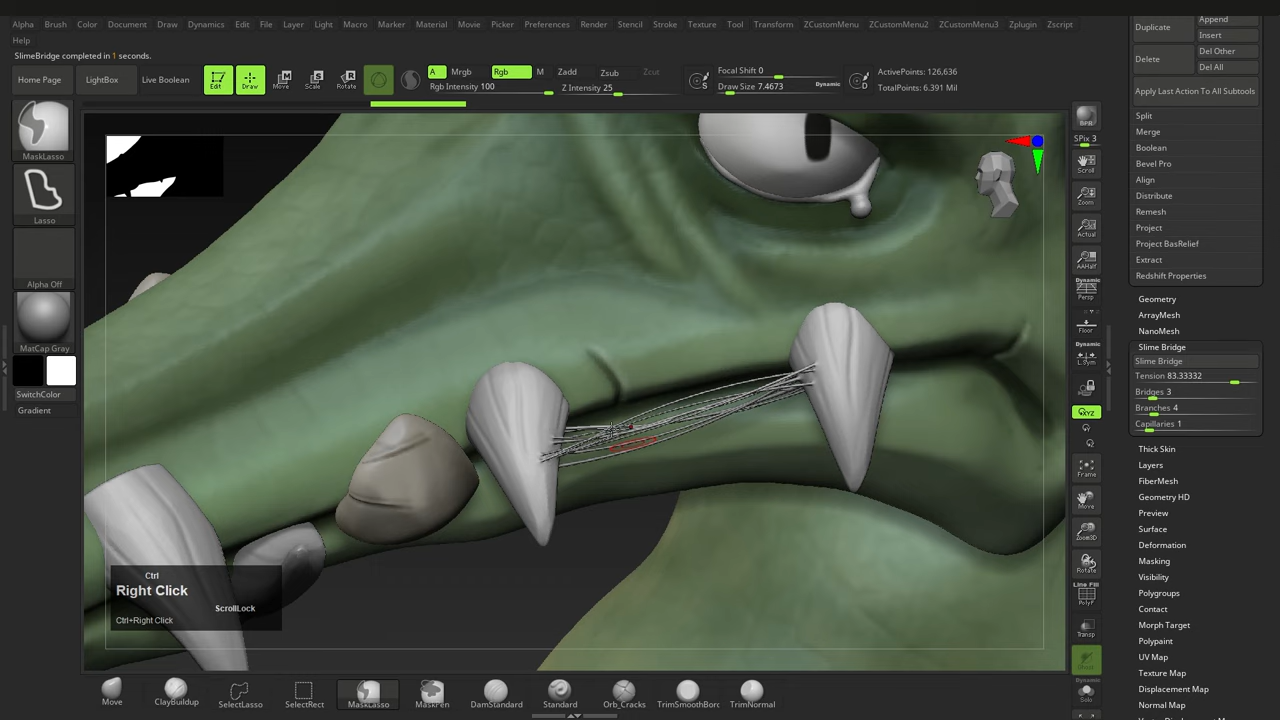 Alpha Brush Color Document Draw Dynamics Edit File Layer Light Macro Marker Material Movie Picker Preferences Render Stencil Stroke Texture Tool Transform ZCustomMenu ZCustomMenu2 ZCustomMenu3 Zplugin Zscript
Help
SlimeBridge completed in 1 seconds.
Home Page
LightBox
Live Boolean
Edit
Draw
Move
Scale
Rotate
A
Mrgb
Rgb
M
Zadd
Zsub
Zcut
Rgb Intensity 100
Z Intensity 25
S
Focal Shift 0
Draw Size 7.4673
Dynamic
D
ActivePoints: 126,636
TotalPoints: 6.391 Mil
MaskLasso
Lasso
Alpha Off
MatCap Gray
SwitchColor
Gradient
Ctrl
Right Click
ScrollLock
Ctrl+Right Click
BPR
SPix 3
Scroll
Zoom
Actual
AAHalf
Dynamic
Persp
Floor
Dynamic
L.Sym
XYZ
Frame
Move
Zoom3D
Rotate
Line Fill
PolyF
Transp
Ghost
Dynamic
Solo
Duplicate
Append
Insert
Delete
Del Other
Del All
Apply Last Action To All Subtools
Split
Merge
Boolean
Bevel Pro
Align
Distribute
Remesh
Project
Project BasRelief
Extract
Redshift Properties
Geometry
ArrayMesh
NanoMesh
Slime Bridge
Slime Bridge
Tension 83.33332
Bridges 3
Branches 4
Capillaries 1
Thick Skin
Layers
FiberMesh
Geometry HD
Preview
Surface
Deformation
Masking
Visibility
Polygroups
Contact
Morph Target
Polypaint
UV Map
Texture Map
Displacement Map
Normal Map
Move
ClayBuildup
SelectLasso
SelectRect
MaskLasso
MaskPen
DamStandard
Standard
Orb_Cracks
TrimSmoothBorc
TrimNormal